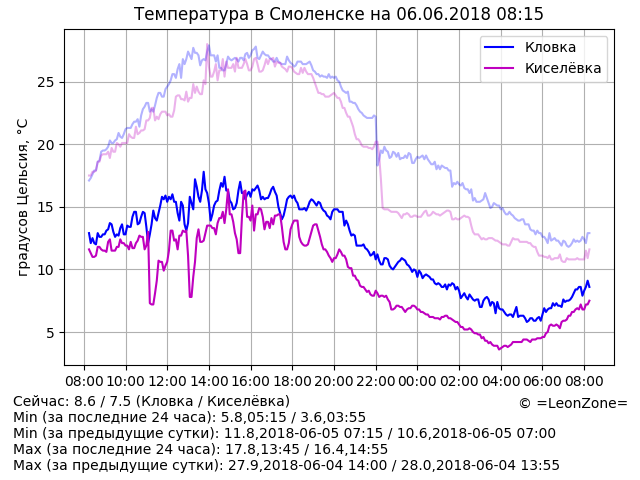 Температура в Смоленске на 06.06.2018 08:15
Кловка
Киселёвка
градусов Цельсия, °C
25
20
15
10
5
08:00 10:00 12:00 14:00 16:00 18:00 20:00 22:00 00:00 02:00 04:00 06:00 08:00
Сейчас: 8.6 / 7.5 (Кловка / Киселёвка)
© =LeonZone=
Min (за последние 24 часа): 5.8,05:15 / 3.6,03:55
Min (за предыдущие сутки): 11.8,2018-06-05 07:15 / 10.6,2018-06-05 07:00
Max (за последние 24 часа): 17.8,13:45 / 16.4,14:55
Max (за предыдущие сутки): 27.9,2018-06-04 14:00 / 28.0,2018-06-04 13:55